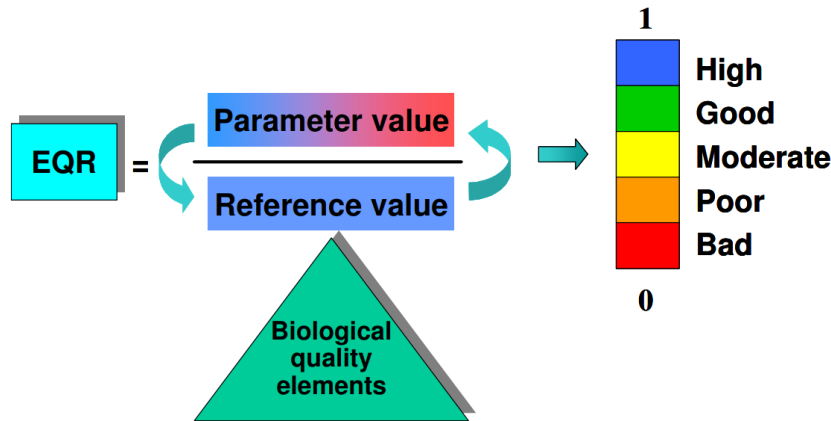 EQR
=
Parameter value
Reference value
Biological
quality
elements
1
High
Good
Moderate
Poor
Bad
0